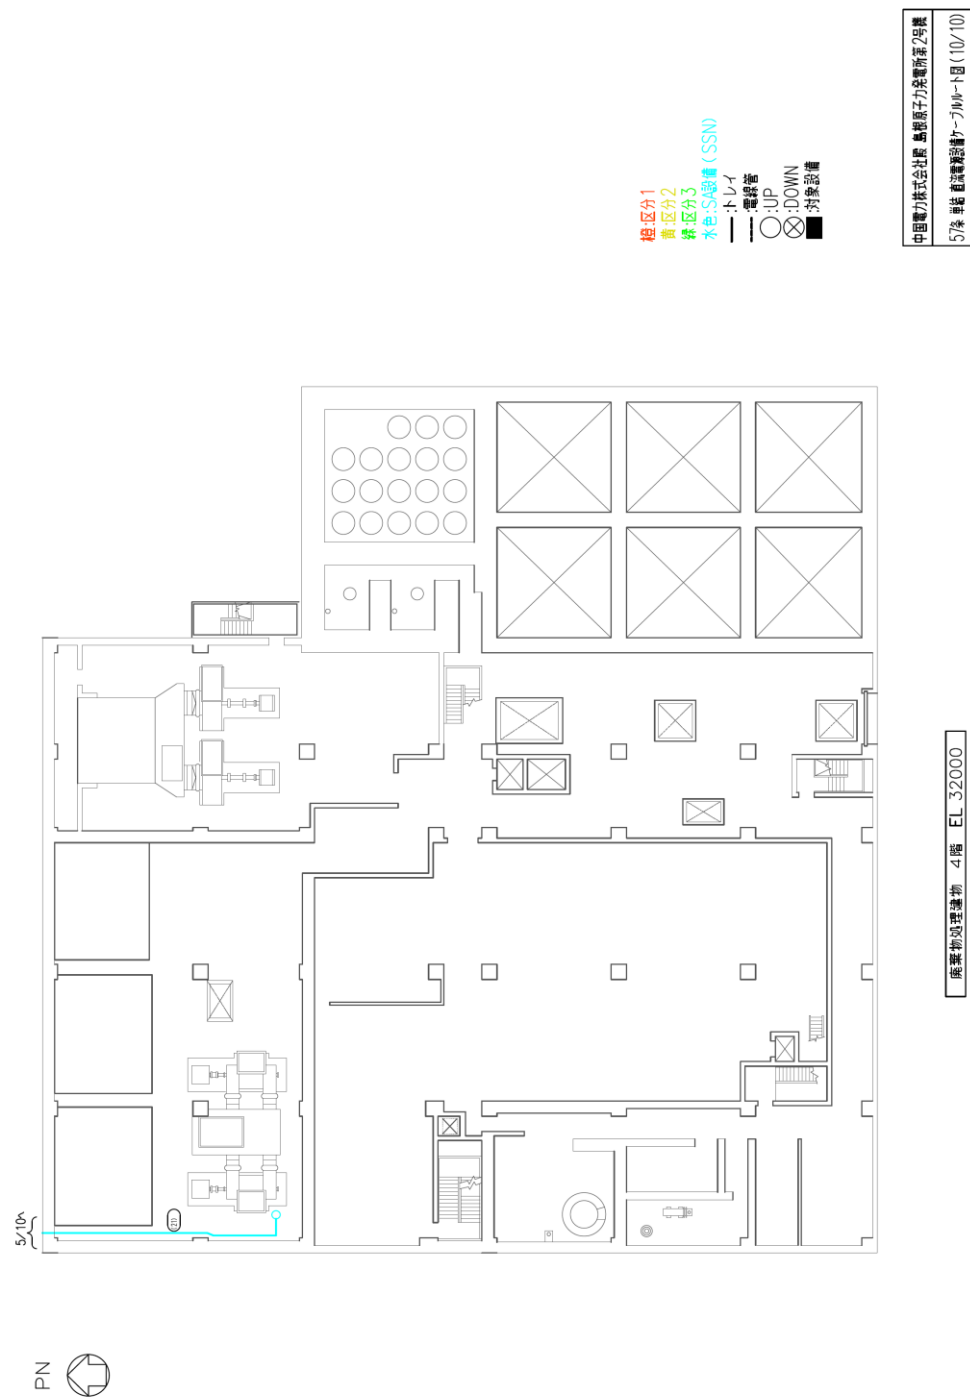 中国電力株式会社殿 島根原子力発電所第2号機
57条 単結 直流電源設備ケーブルルート図(10/10)
橙:区分1
黄:区分2
緑:区分3
水色:SA設備(SSN)
:トレイ
:電線管
:UP
:DOWN
:対象設備
廃棄物処理建物 4階 EL 32000
5/10へ
PN